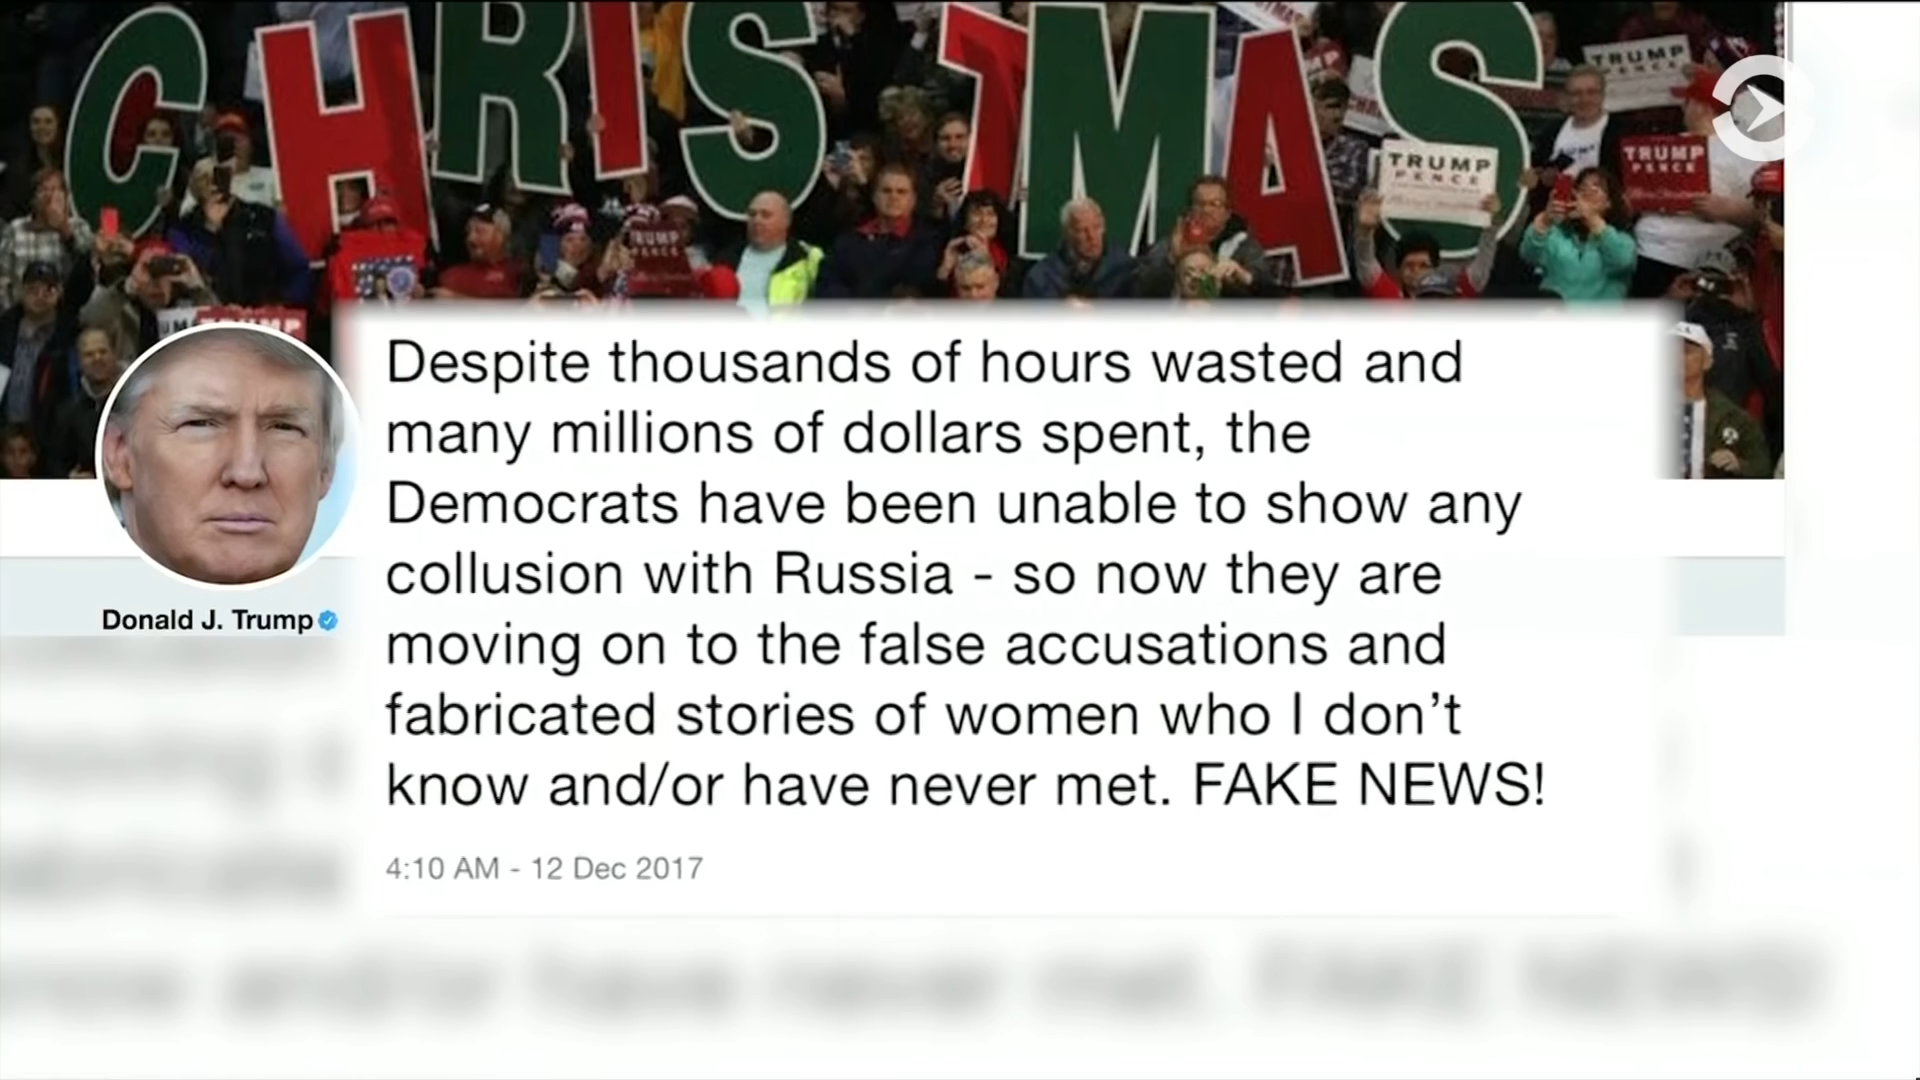 CHRISTMAS
TRUMP
PENCE
TRUMP
PENCE
TRUMP
PENCE
TRUMP
PENCE
TRUMP
Despite thousands of hours wasted and
many millions of dollars spent, the
Democrats have been unable to show any
collusion with Russia - so now they are
moving on to the false accusations and
fabricated stories of women who I don't
know and/or have never met. FAKE NEWS!
4:10 AM - 12 Dec 2017
Donald J. Trump